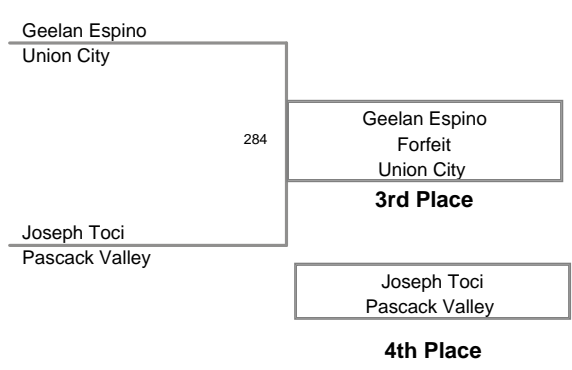 Geelan Espino
Union City
284
Geelan Espino
Forfeit
Union City
3rd Place
Joseph Toci
Pascack Valley
Joseph Toci
Pascack Valley
4th Place